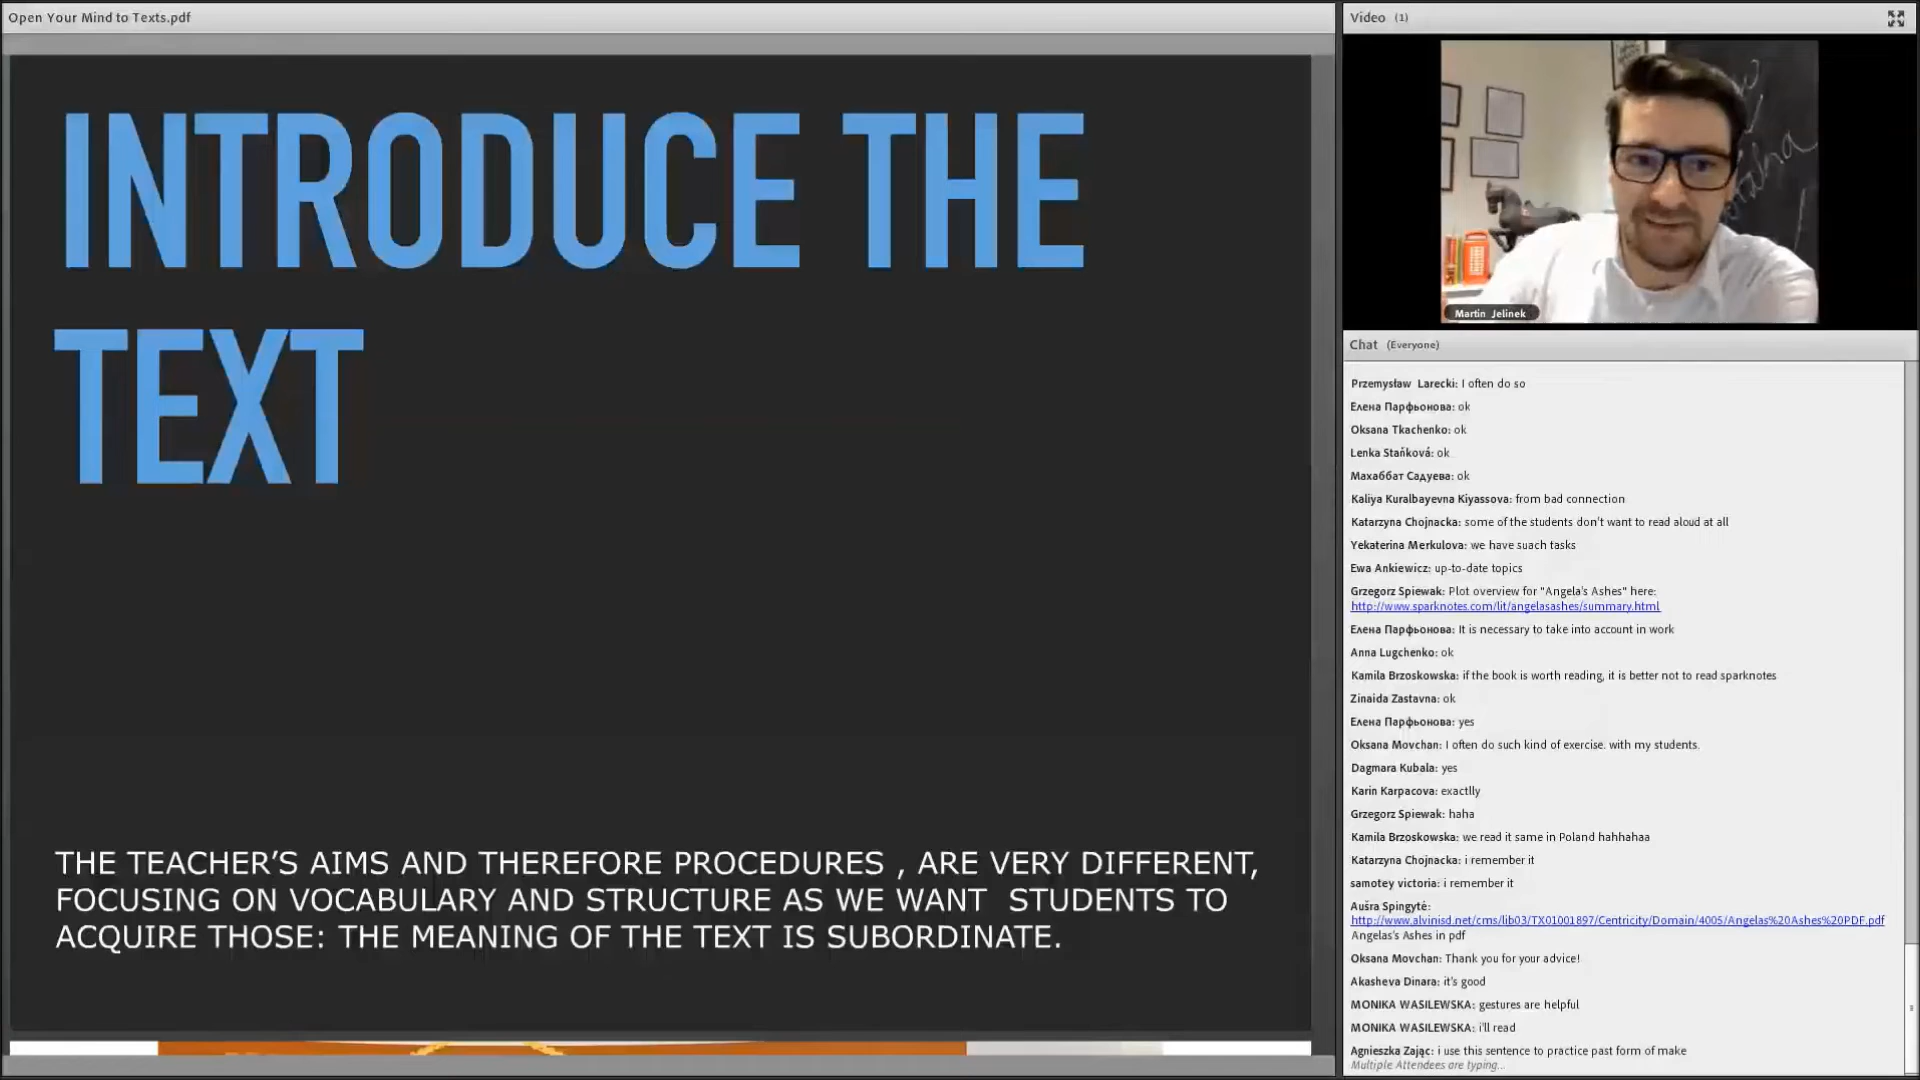 Open Your Mind to Texts.pdf
INTRODUCE THE
TEXT
THE TEACHER’S AIMS AND THEREFORE PROCEDURES , ARE VERY DIFFERENT,
FOCUSING ON VOCABULARY AND STRUCTURE AS WE WANT  STUDENTS TO
ACQUIRE THOSE: THE MEANING OF THE TEXT IS SUBORDINATE.
Video (1)
Martin Jelinek
Chat (Everyone)
Przemysław Larecki: I often do so
Елена Парфьонова: ok
Oksana Tkachenko: ok
Lenka Staňková: ok
Махаббат Садуева: ok
Kaliya Kuralbayevna Kiyassova: from bad connection
Katarzyna Chojnacka: some of the students don't want to read aloud at all
Yekaterina Merkulova: we have suach tasks
Ewa Ankiewicz: up-to-date topics
Grzegorz Spiewak: Plot overview for "Angela's Ashes" here:
http://www.sparknotes.com/lit/angelasashes/summary.html
Елена Парфьонова: It is necessary to take into account in work
Anna Lugchenko: ok
Kamila Brzoskowska: if the book is worth reading, it is better not to read sparknotes
Zinaida Zastavna: ok
Елена Парфьонова: yes
Oksana Movchan: I often do such kind of exercise. with my students.
Dagmara Kubala: yes
Karin Karpacova: exactlly
Grzegorz Spiewak: haha
Kamila Brzoskowska: we read it same in Poland hahhahaa
Katarzyna Chojnacka: i remember it
samotey victoria: i remember it
Aušra Spingytė:
http://www.alvinisd.net/cms/lib03/TX01001897/Centricity/Domain/4005/Angelas%20Ashes%20PDF.pdf
Angelas's Ashes in pdf
Oksana Movchan: Thank you for your advice!
Akasheva Dinara: it's good
MONIKA WASILEWSKA: gestures are helpful
MONIKA WASILEWSKA: i'll read
Agnieszka Zając: i use this sentence to practice past form of make
Multiple Attendees are typing...